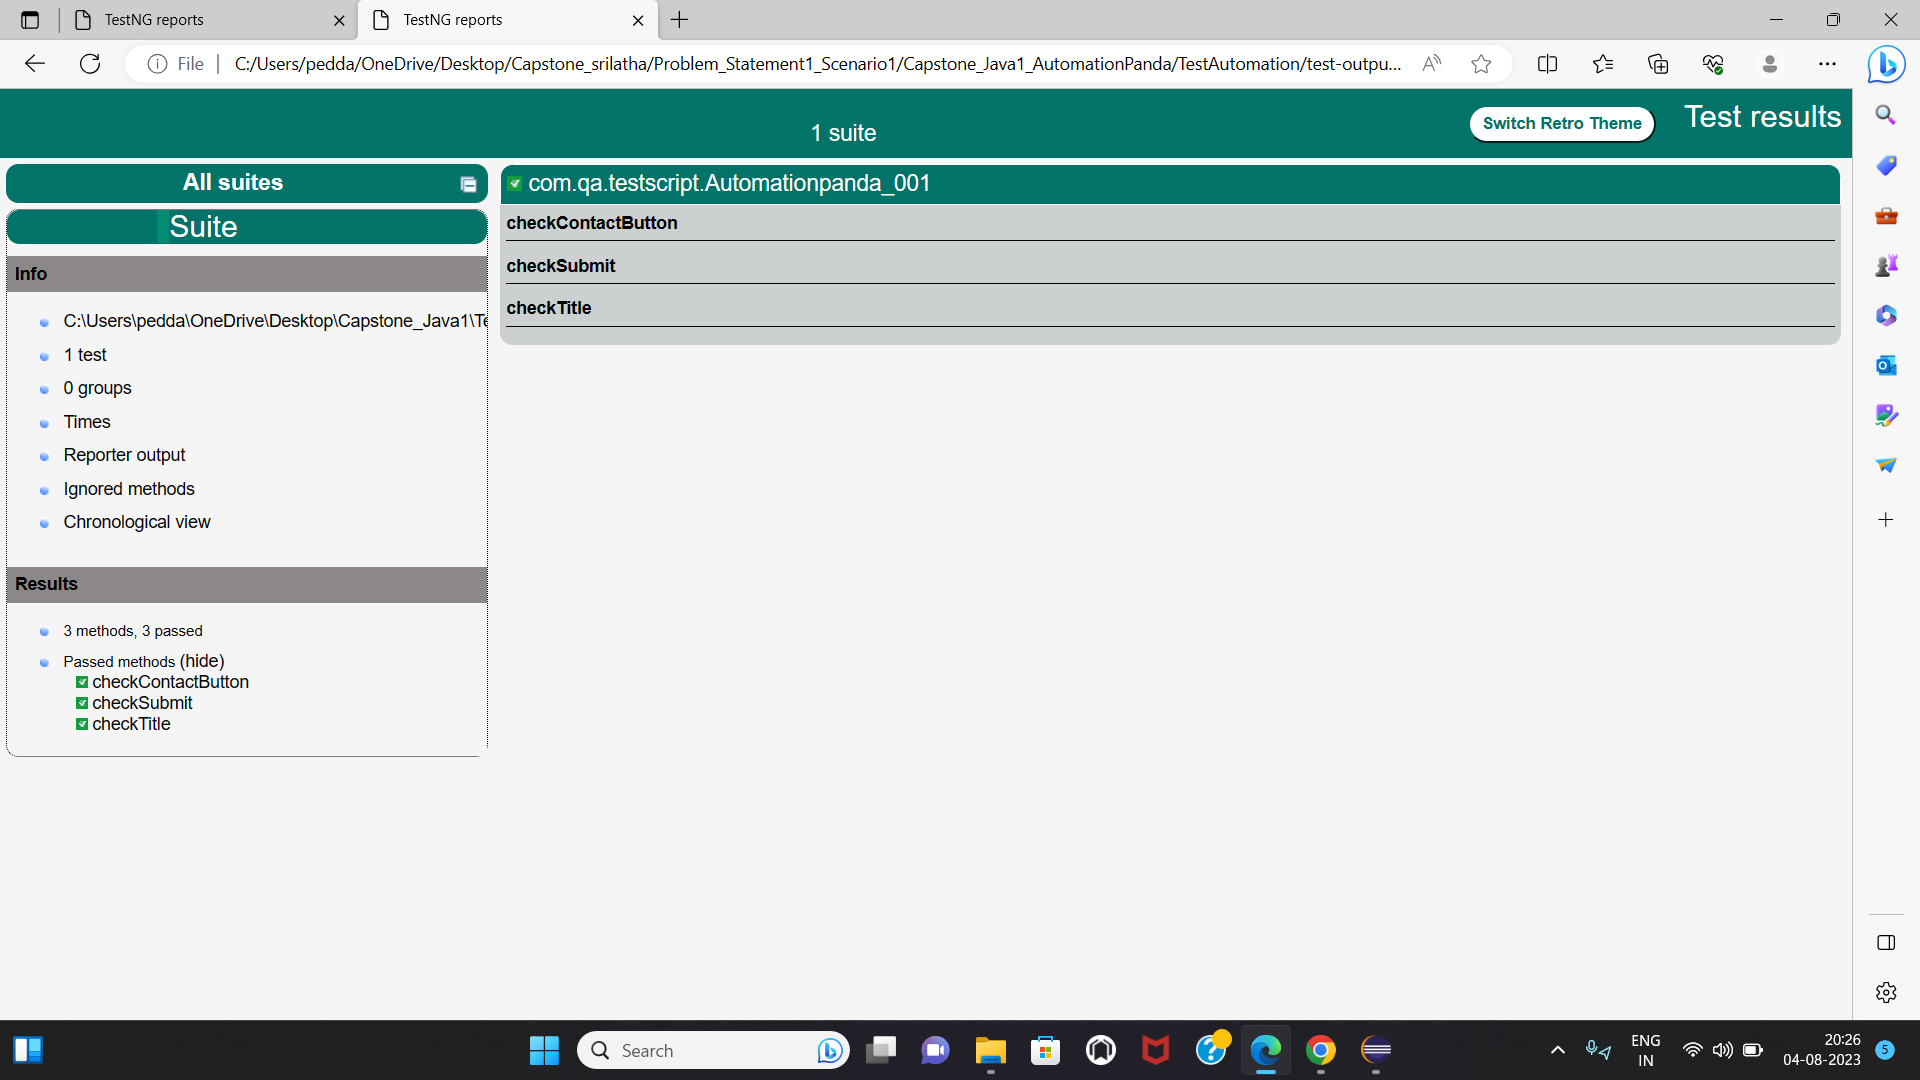 TestNG reports
TestNG reports
File
C:/Users/pedda/OneDrive/Desktop/Capstone_srilatha/Problem_Statement1_Scenario1/Capstone_Java1_AutomationPanda/TestAutomation/test-outpu...
1 suite
Switch Retro Theme
Test results
All suites
Suite
Info
C:\Users\pedda\OneDrive\Desktop\Capstone_Java1\Te
1 test
0 groups
Times
Reporter output
Ignored methods
Chronological view
Results
3 methods, 3 passed
Passed methods (hide)
checkContactButton
checkSubmit
checkTitle
com.qa.testscript.Automationpanda_001
checkContactButton
checkSubmit
checkTitle
Search
ENG
IN
20:26
04-08-2023
5